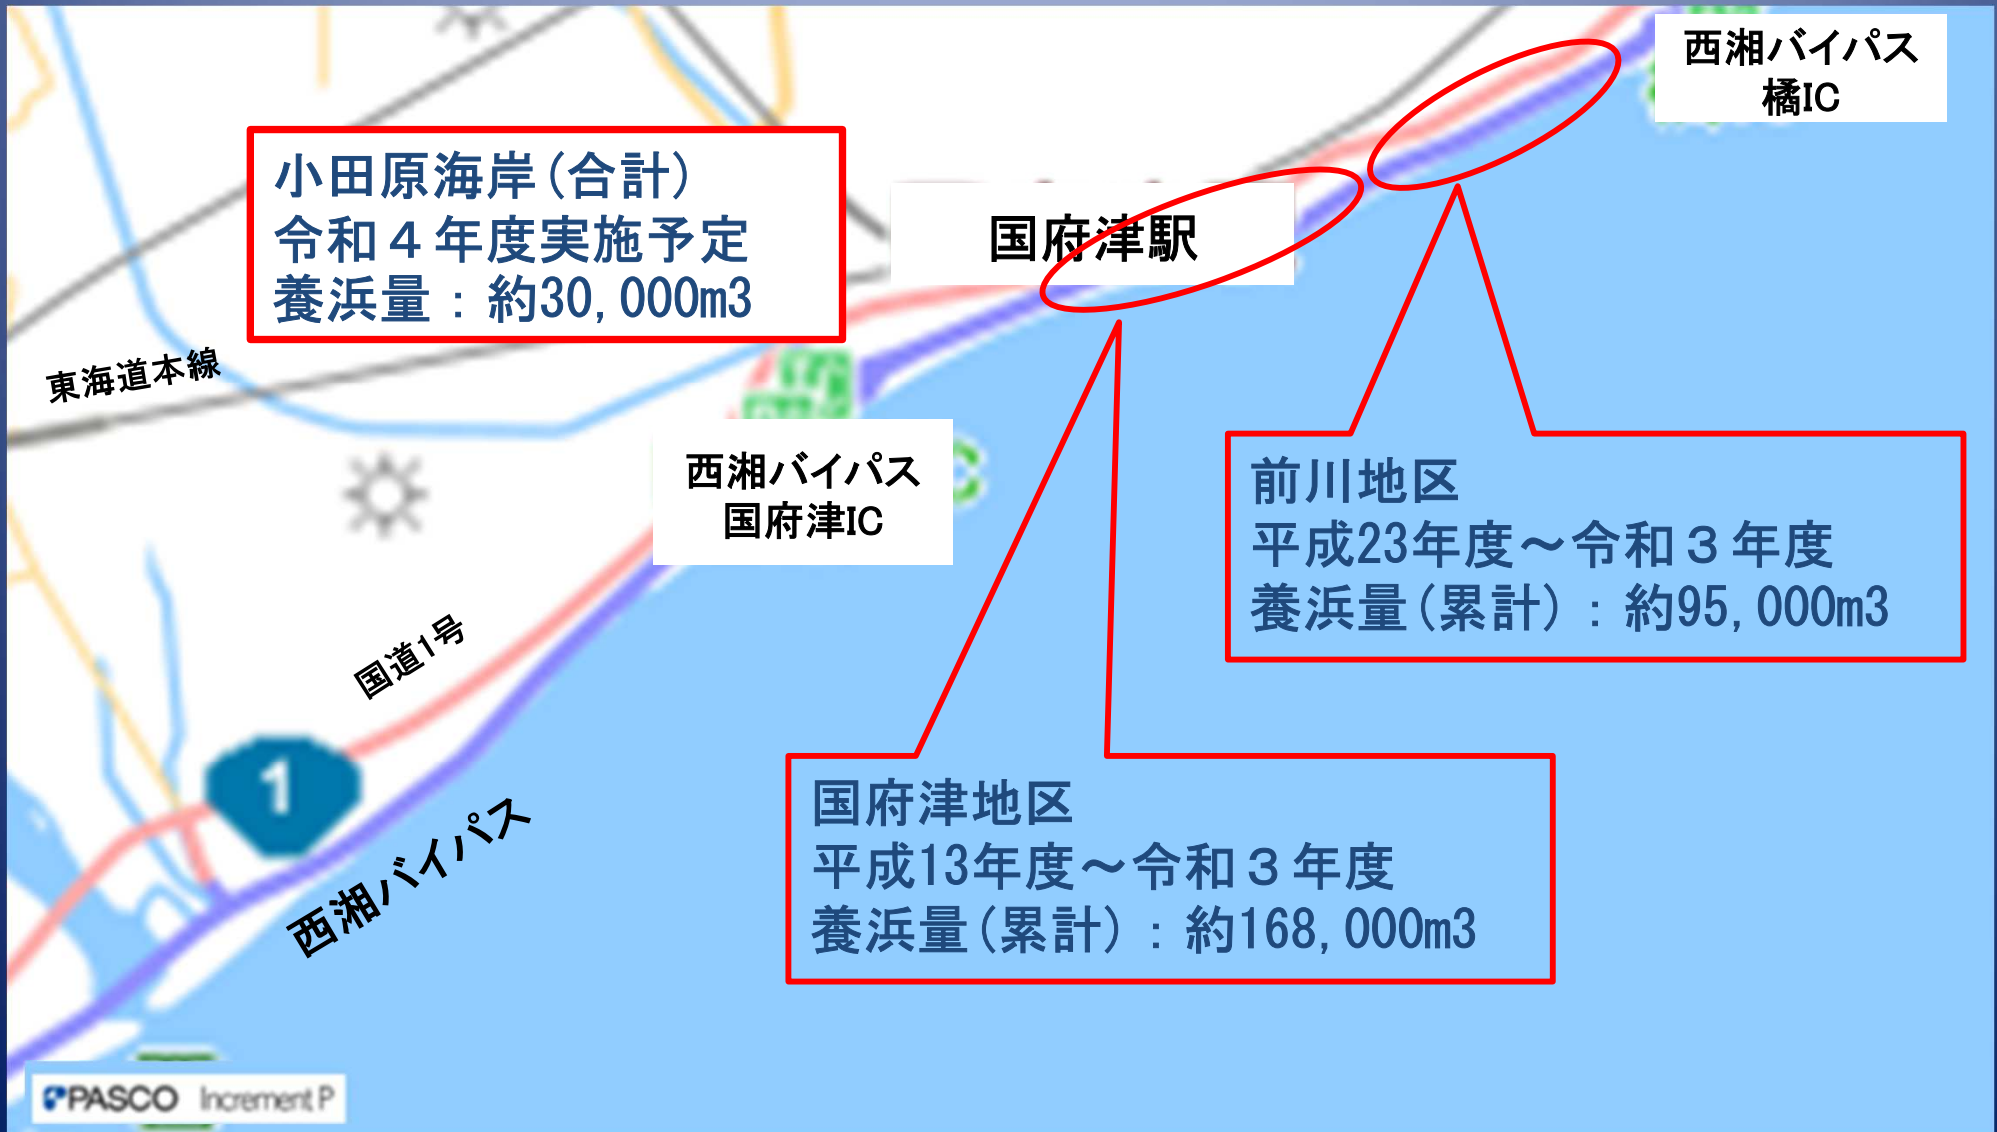 西湘バイパス
橘IC
小田原海岸(合計)
令和４年度実施予定
養浜量：約30,000m3
国府津駅
東海道本線
西湘バイパス
国府津IC
前川地区
平成23年度～令和３年度
養浜量(累計)：約95,000m3
国道1号
1
国府津地区
平成13年度～令和３年度
養浜量(累計)：約168,000m3
西湘バイパス
PASCO Increment P